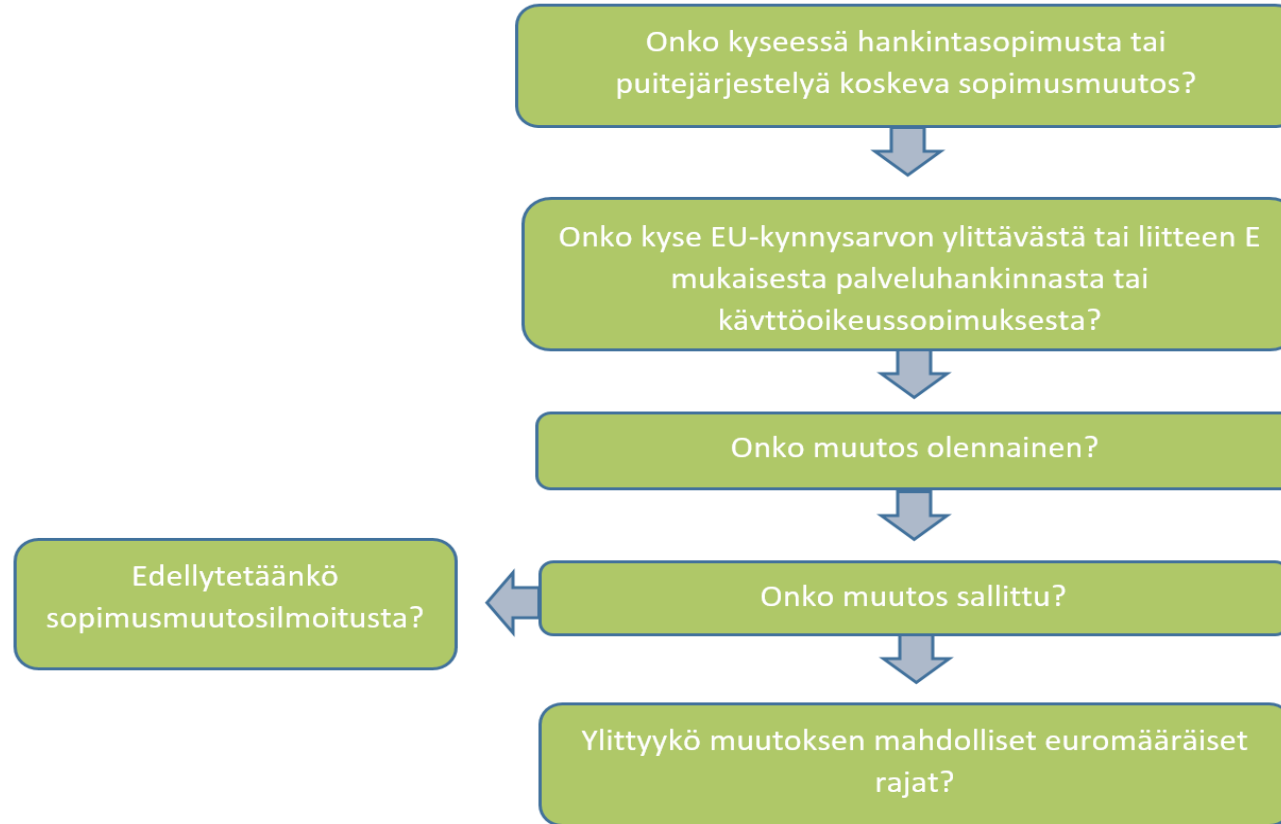 Onko kyseessä hankintasopimusta tai
puitejärjestelyä koskeva sopimusmuutos?
Onko kyse EU-kynnysarvon ylittävästä tai liitteen E
mukaisesta palveluhankinnasta tai
käyttöoikeussopimuksesta?
Onko muutos olennainen?
Edellytetäänkö
sopimusmuutosilmoitusta?
Onko muutos sallittu?
Ylittyykö muutoksen mahdolliset euromääräiset
rajat?